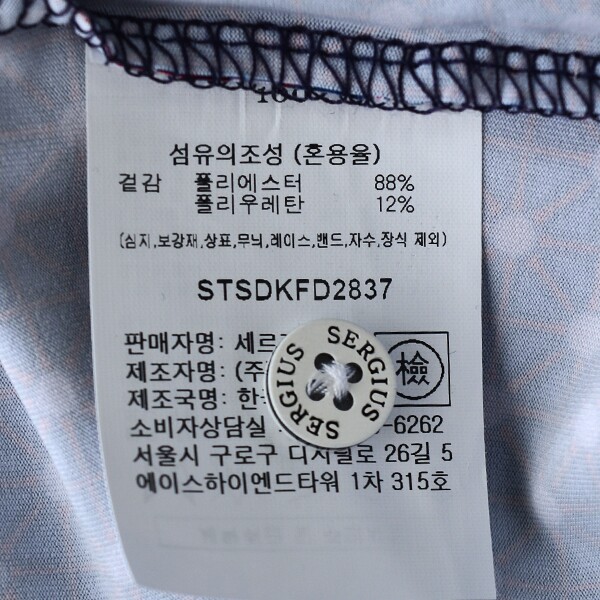 섬유의조성 (혼용율)
겉감 폴리에스터 88%
폴리우레탄 12%
(심지,보강재,상표,무늬,레이스,밴드,자수,장식 제외)
STSDKFD2837
판매자명:
제조자명:
제조국명:
소비자상담실 -6262
서울시 구로구 디지털로 26길 5
에이스하이엔드타워 1차 315호
檢
SERGIUS SERGIUS